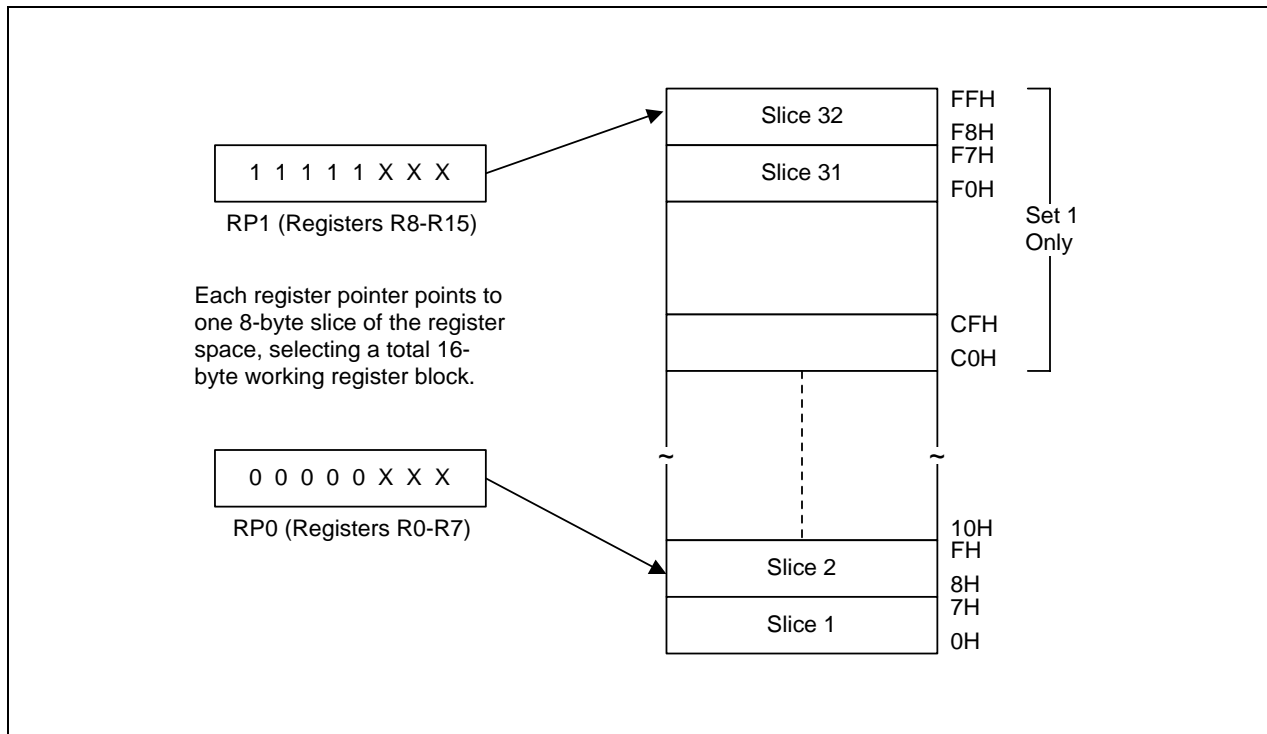 FFH
Slice 32
F8H
F7H
1 1 1 1 1 X X X
Slice 31
F0H
RP1 (Registers R8-R15)
Set 1
Only
Each register pointer points to
one 8-byte slice of the register
space, selecting a total 16-
byte working register block.
CFH
C0H
~ ~
0 0 0 0 0 X X X
RP0 (Registers R0-R7)
10H
FH
Slice 2
8H
7H
Slice 1
0H